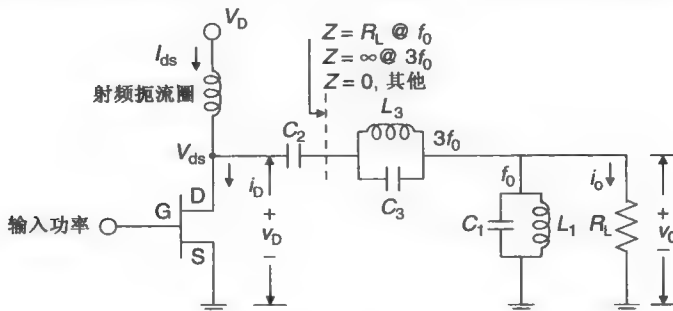 V_D
I_ds
射频扼流圈
Z = R_L @ f_0
Z = ∞ @ 3f_0
Z = 0, 其他
L_3
C_2
3f_0
V_ds
C_3
f_0
i_o
D
i_D
G
输入功率
S
+
v_D
−
C_1
L_1
R_L
+
v_0
−